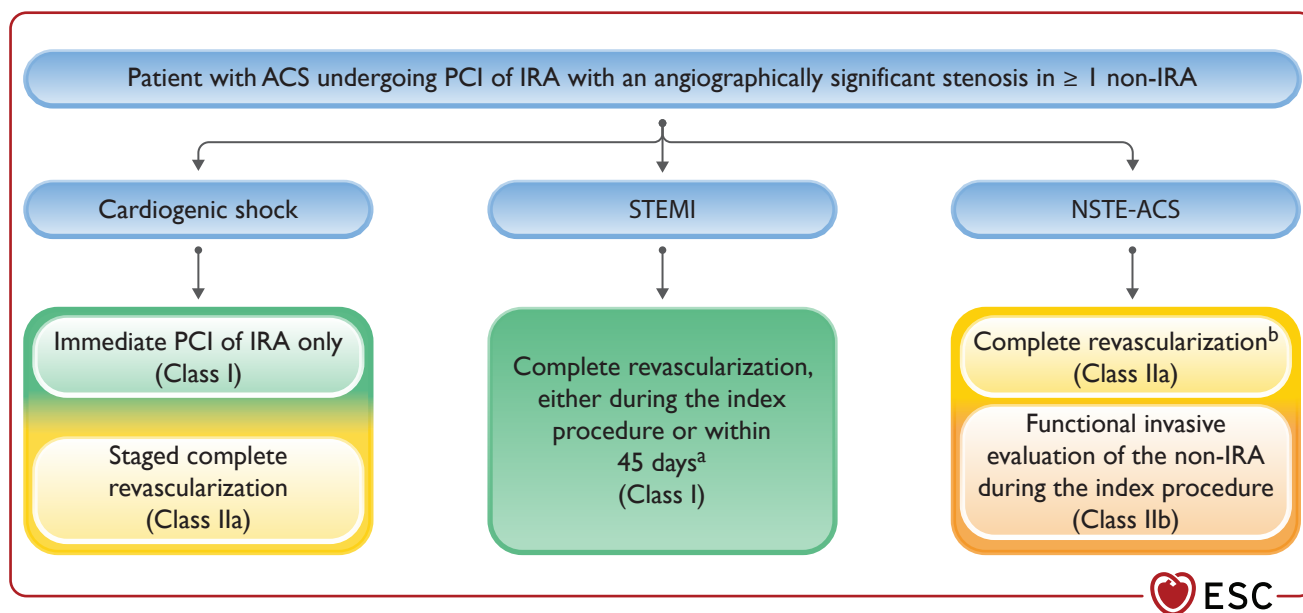 Patient with ACS undergoing PCI of IRA with an angiographically significant stenosis in ≥ 1 non-IRA
Cardiogenic shock
STEMI
NSTE-ACS
Immediate PCI of IRA only
(Class I)
Staged complete
revascularization
(Class IIa)
Complete revascularization,
either during the index
procedure or within
45 daysᵃ
(Class I)
Complete revascularizationᵇ
(Class IIa)
Functional invasive
evaluation of the non-IRA
during the index procedure
(Class IIb)
ESC